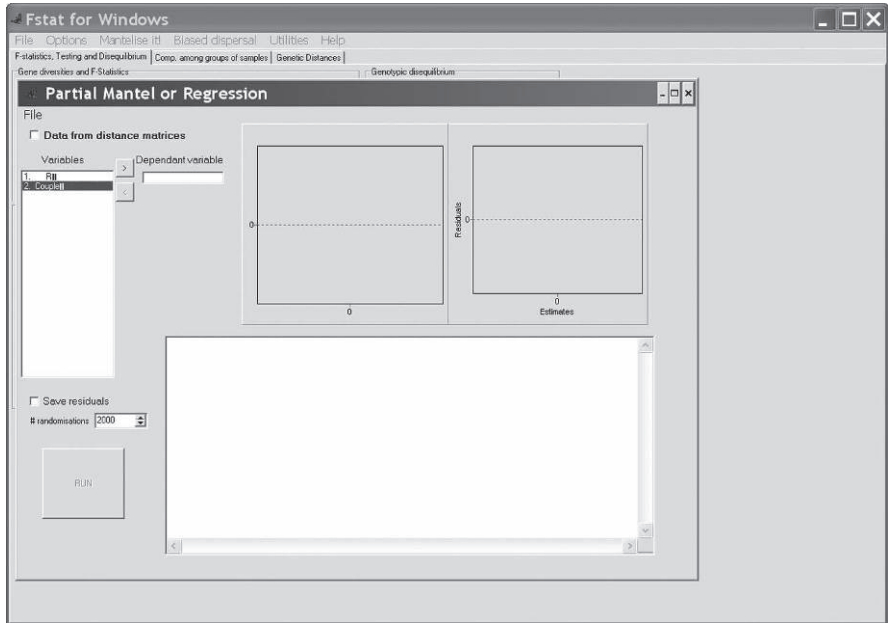 Fstat for Windows
File Options Mantelise it! Biased dispersal Utilities Help
F-statistics, Testing and Disequilibrium Comp. among groups of samples Genetic Distances
Gene diversities and F-Statistics Genotypic disequilibrium
Partial Mantel or Regression
File
Data from distance matrices
Variables > Dependant variable
1. RIl
2. CoupleIl <
0
0
Residuals
0
0
Estimates
Save residuals
# randomisations 2000
RUN